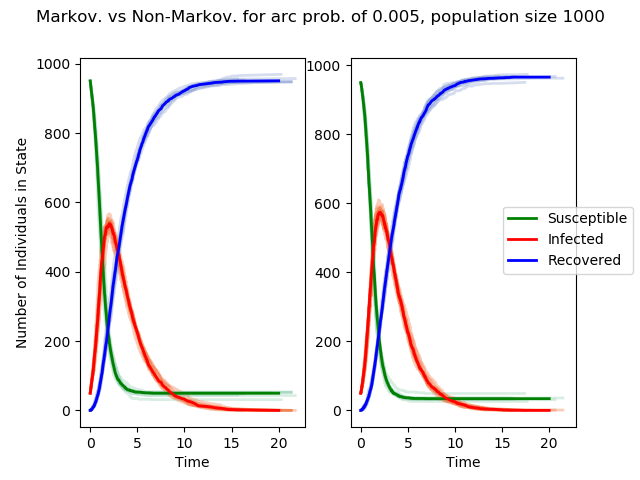 Markov. vs Non-Markov. for arc prob. of 0.005, population size 1000
Number of Individuals in State
1000
800
600
400
200
0
0 5 10 15 20
Time
1000
800
600
400
200
0
0 5 10 15 20
Time
Susceptible
Infected
Recovered